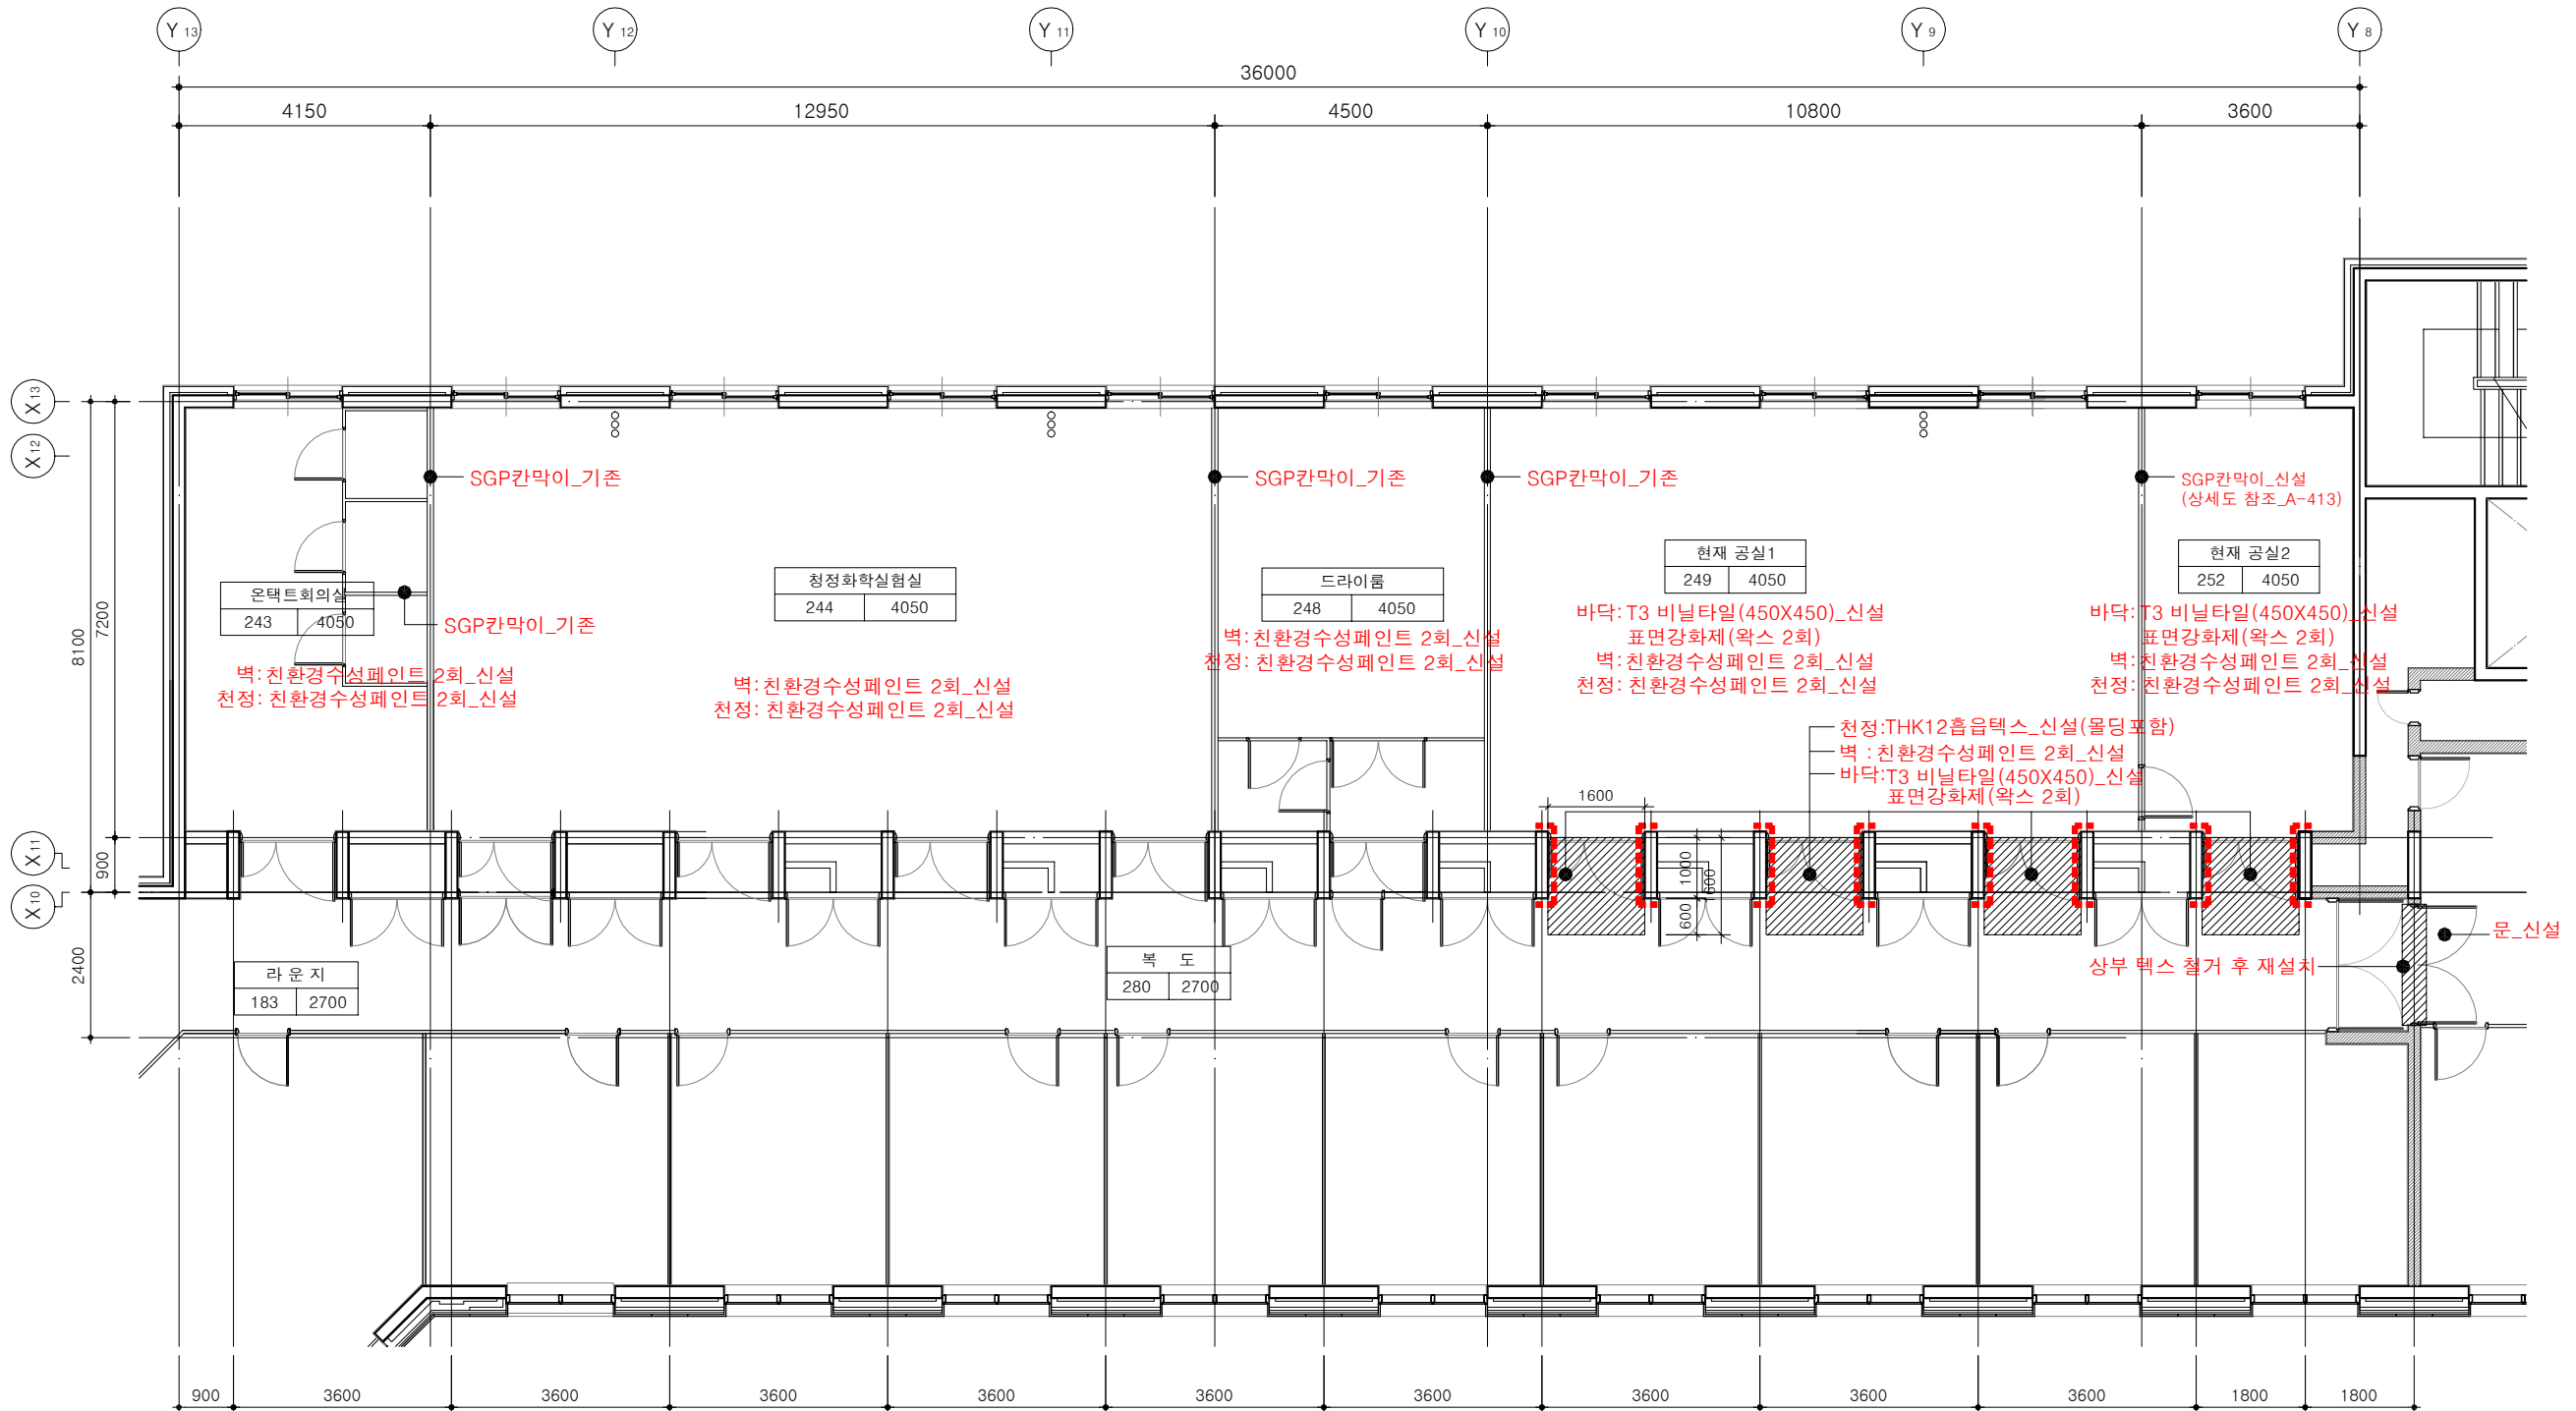 Y 13
Y 12
Y 11
Y 10
Y 9
Y 8
36000
4150
12950
4500
10800
3600
X13
X12
SGP칸막이_기존
SGP칸막이_기존
SGP칸막이_기존
SGP칸막이_신설
(상세도 참조_A-413)
현재 공실1
249
4050
현재 공실2
252
4050
청정화학실험실
244
4050
드라이룸
248
4050
온택트회의실
243
4050
SGP칸막이_기존
7200
8100
바닥: T3 비닐타일(450X450)_신설
표면강화제(왁스 2회)
벽: 친환경수성페인트 2회_신설
천정: 친환경수성페인트 2회_신설
바닥: T3 비닐타일(450X450)_신설
표면강화제(왁스 2회)
벽: 친환경수성페인트 2회_신설
천정: 친환경수성페인트 2회_신설
벽: 친환경수성페인트 2회_신설
천정: 친환경수성페인트 2회_신설
벽: 친환경수성페인트 2회_신설
천정: 친환경수성페인트 2회_신설
벽: 친환경수성페인트 2회_신설
천정: 친환경수성페인트 2회_신설
천정:THK12흡음텍스_신설(몰딩포함)
벽 : 친환경수성페인트 2회_신설
바닥:T3 비닐타일(450X450)_신설
표면강화제(왁스 2회)
1600
X11
900
1000
600
X10
600
문_신설
상부 텍스 철거 후 재설치
2400
라 운 지
183
2700
복 도
280
2700
900
3600
3600
3600
3600
3600
3600
3600
3600
3600
1800
1800